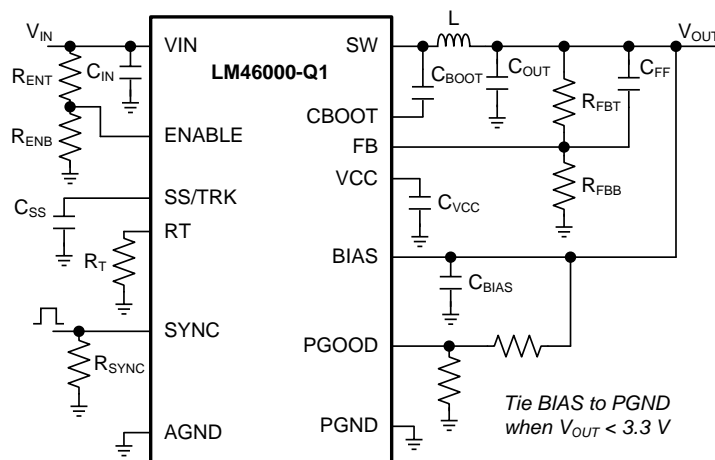 V_IN
VIN
SW
L
V_OUT
R_ENT
C_IN
LM46000-Q1
C_BOOT
C_OUT
R_FBT
C_FF
CBOOT
R_ENB
ENABLE
FB
VCC
R_FBB
C_SS
SS/TRK
C_VCC
RT
R_T
BIAS
C_BIAS
SYNC
PGOOD
R_SYNC
AGND
PGND
Tie BIAS to PGND
when V_OUT < 3.3 V